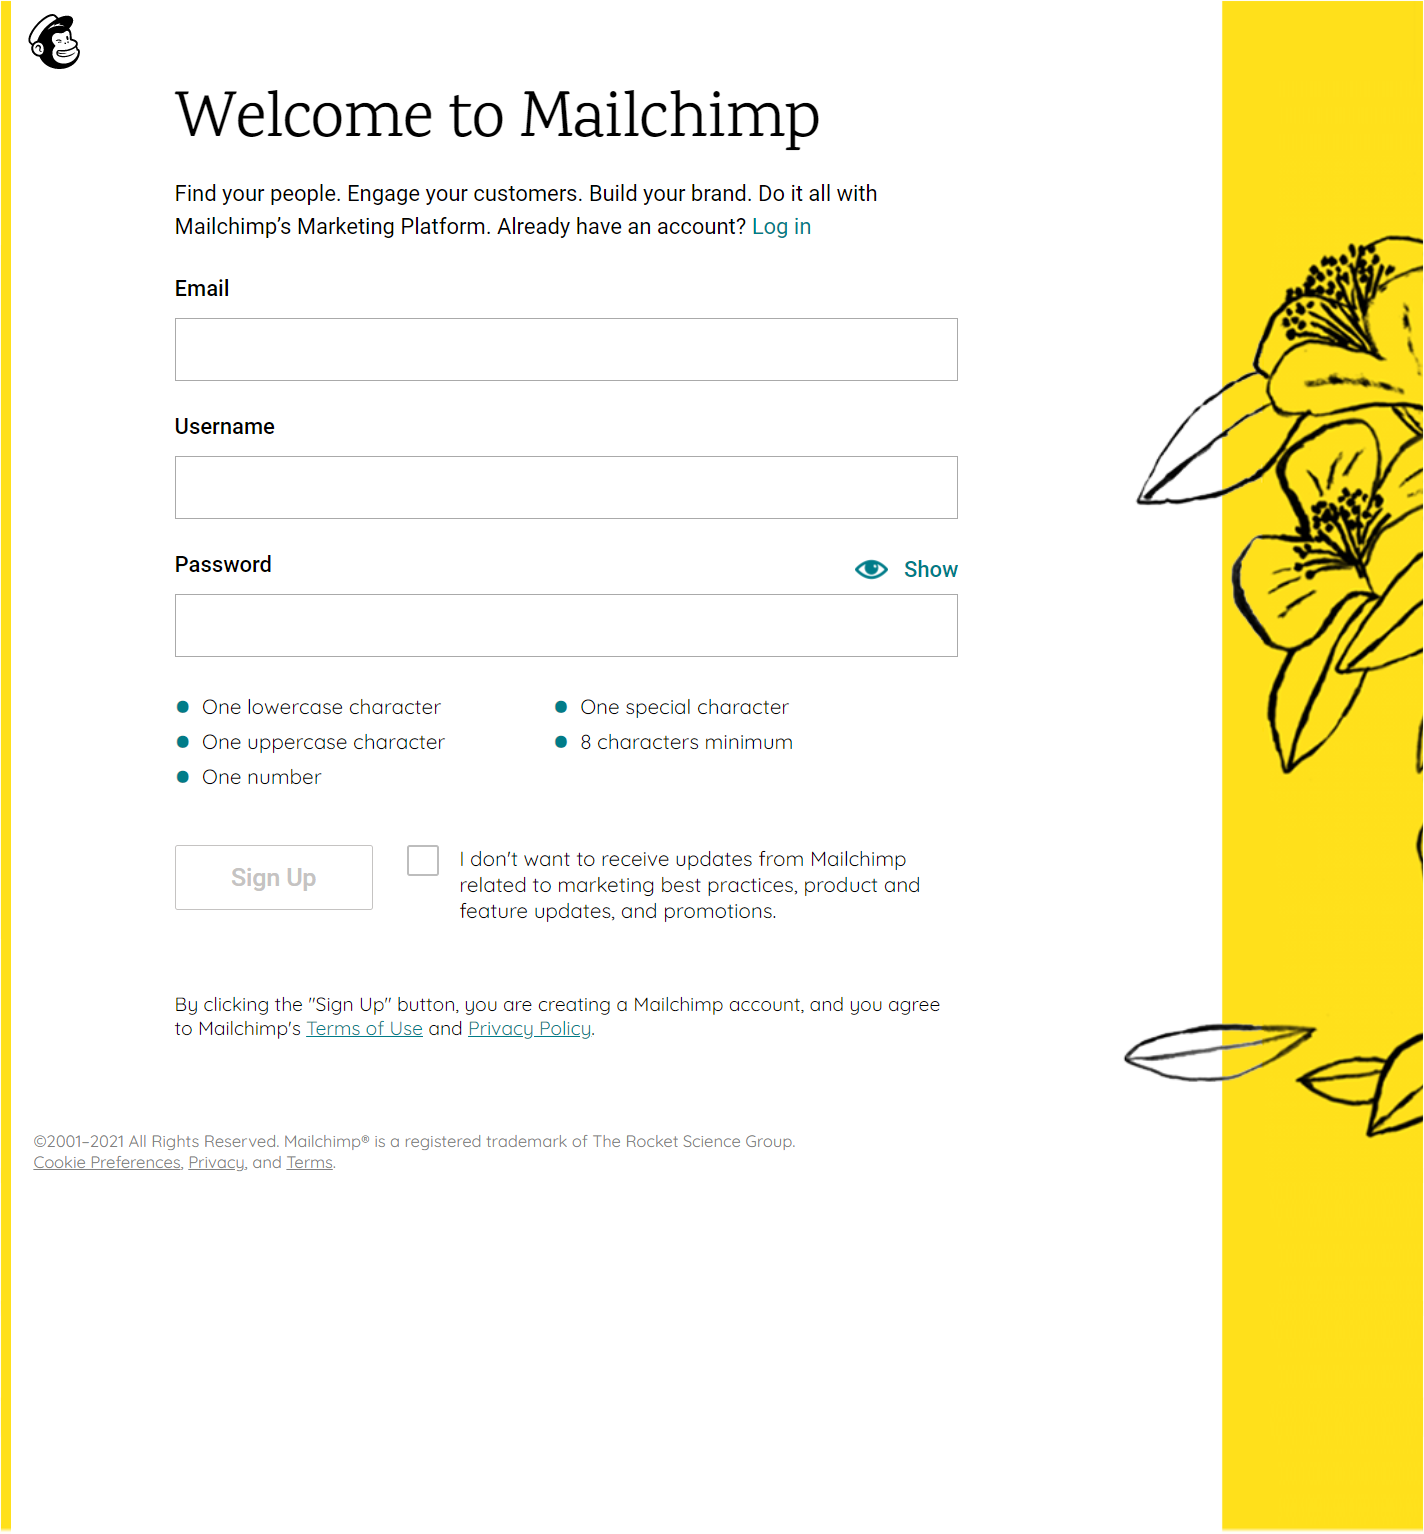 Welcome to Mailchimp
Find your people. Engage your customers. Build your brand. Do it all with
Mailchimp’s Marketing Platform. Already have an account? Log in
Email
Username
Password
Show
One lowercase character
One uppercase character
One number
One special character
8 characters minimum
Sign Up
I don't want to receive updates from Mailchimp
related to marketing best practices, product and
feature updates, and promotions.
By clicking the "Sign Up" button, you are creating a Mailchimp account, and you agree
to Mailchimp's Terms of Use and Privacy Policy.
©2001–2021 All Rights Reserved. Mailchimp® is a registered trademark of The Rocket Science Group.
Cookie Preferences, Privacy, and Terms.